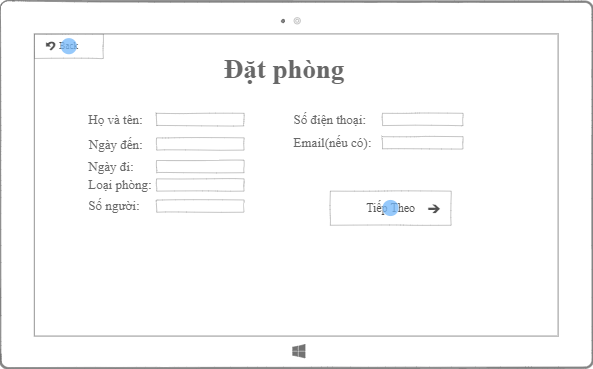 Back
Đặt phòng
Họ và tên:
Ngày đến:
Ngày đi:
Loại phòng:
Số người:
Số điện thoại:
Email(nếu có):
Tiếp Theo